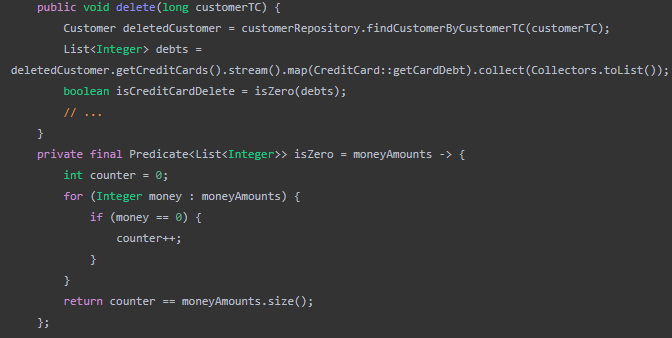 public void delete(long customerTC) {
Customer deletedCustomer = customerRepository.findCustomerByCustomerTC(customerTC);
List<Integer> debts =
deletedCustomer.getCreditCards().stream().map(CreditCard::getCardDebt).collect(Collectors.toList());
boolean isCreditCardDelete = isZero(debts);
// ...
}
private final Predicate<List<Integer>> isZero = moneyAmounts -> {
int counter = 0;
for (Integer money : moneyAmounts) {
if (money == 0) {
counter++;
}
}
return counter == moneyAmounts.size();
};